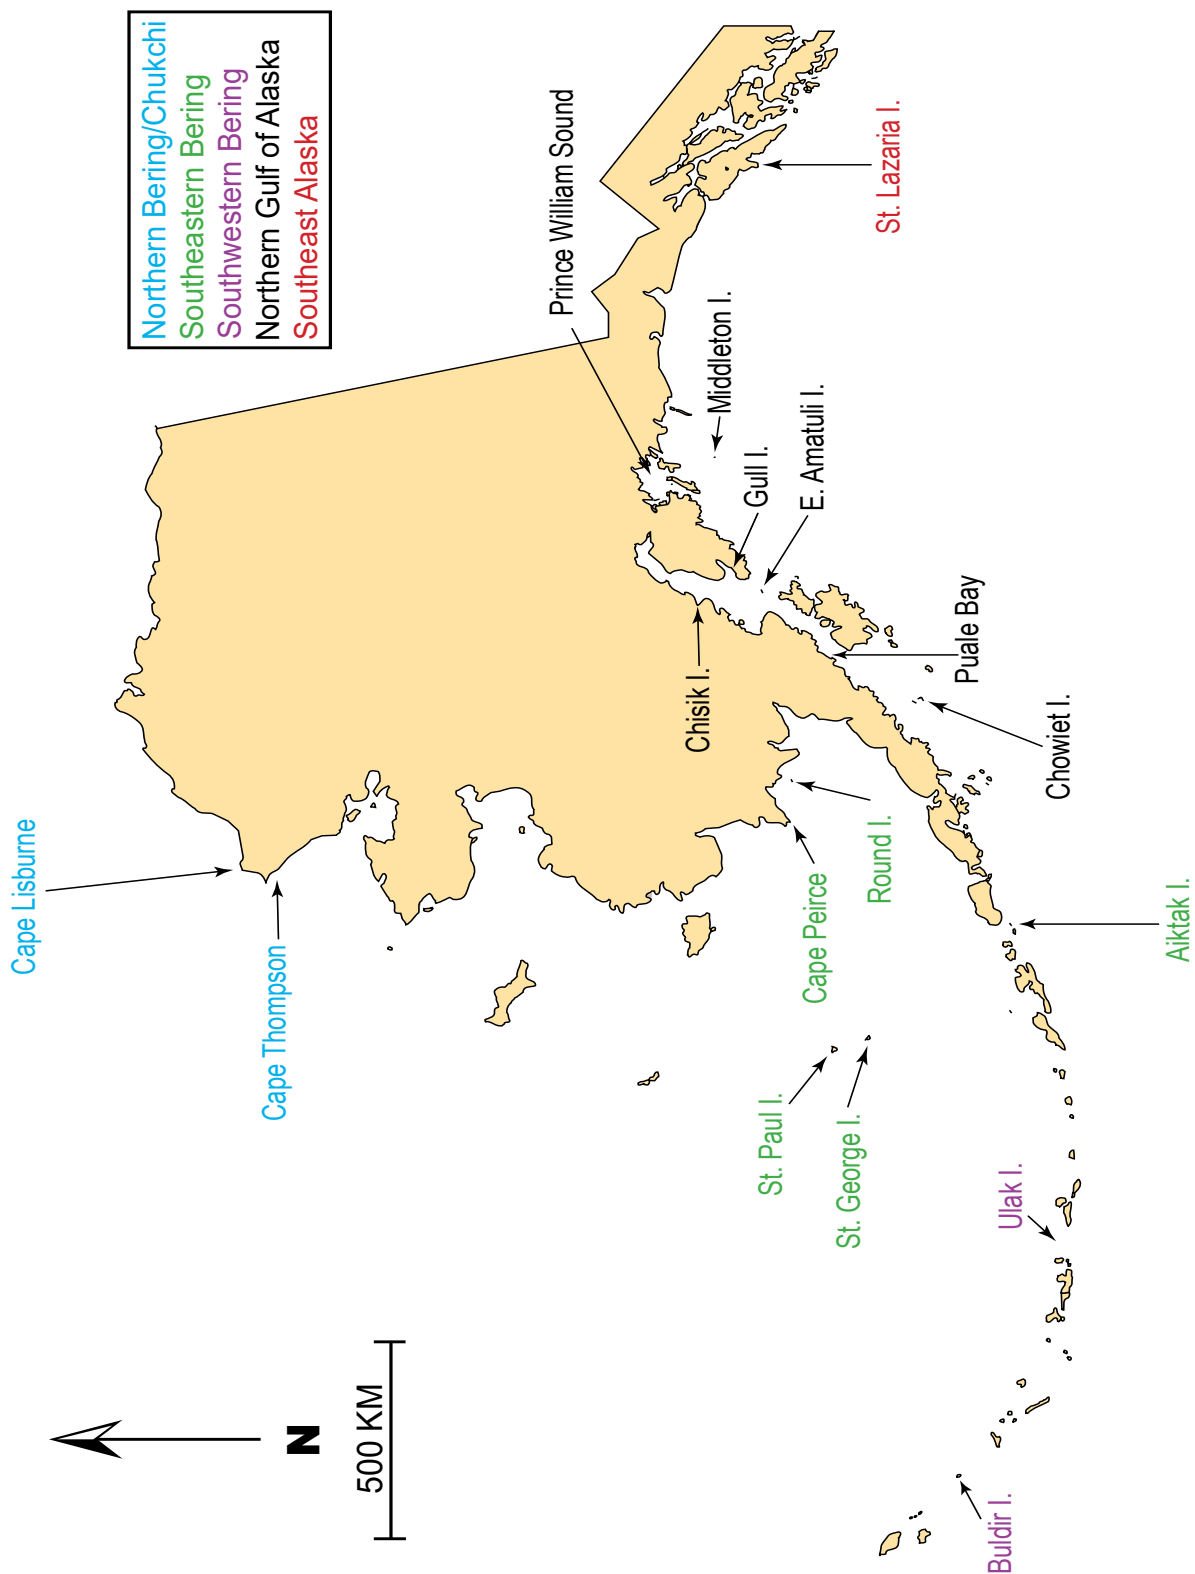 Northern Bering/Chukchi
Southeastern Bering
Southwestern Bering
Northern Gulf of Alaska
Southeast Alaska
Cape Lisburne
Cape Thompson
N
500 KM
Prince William Sound
Middleton I.
Gull I.
E. Amatuli I.
St. Lazaria I.
Chisik I.
Puale Bay
Chowiet I.
Round I.
Cape Peirce
Aiktak I.
St. Paul I.
St. George I.
Ulak I.
Buldir I.